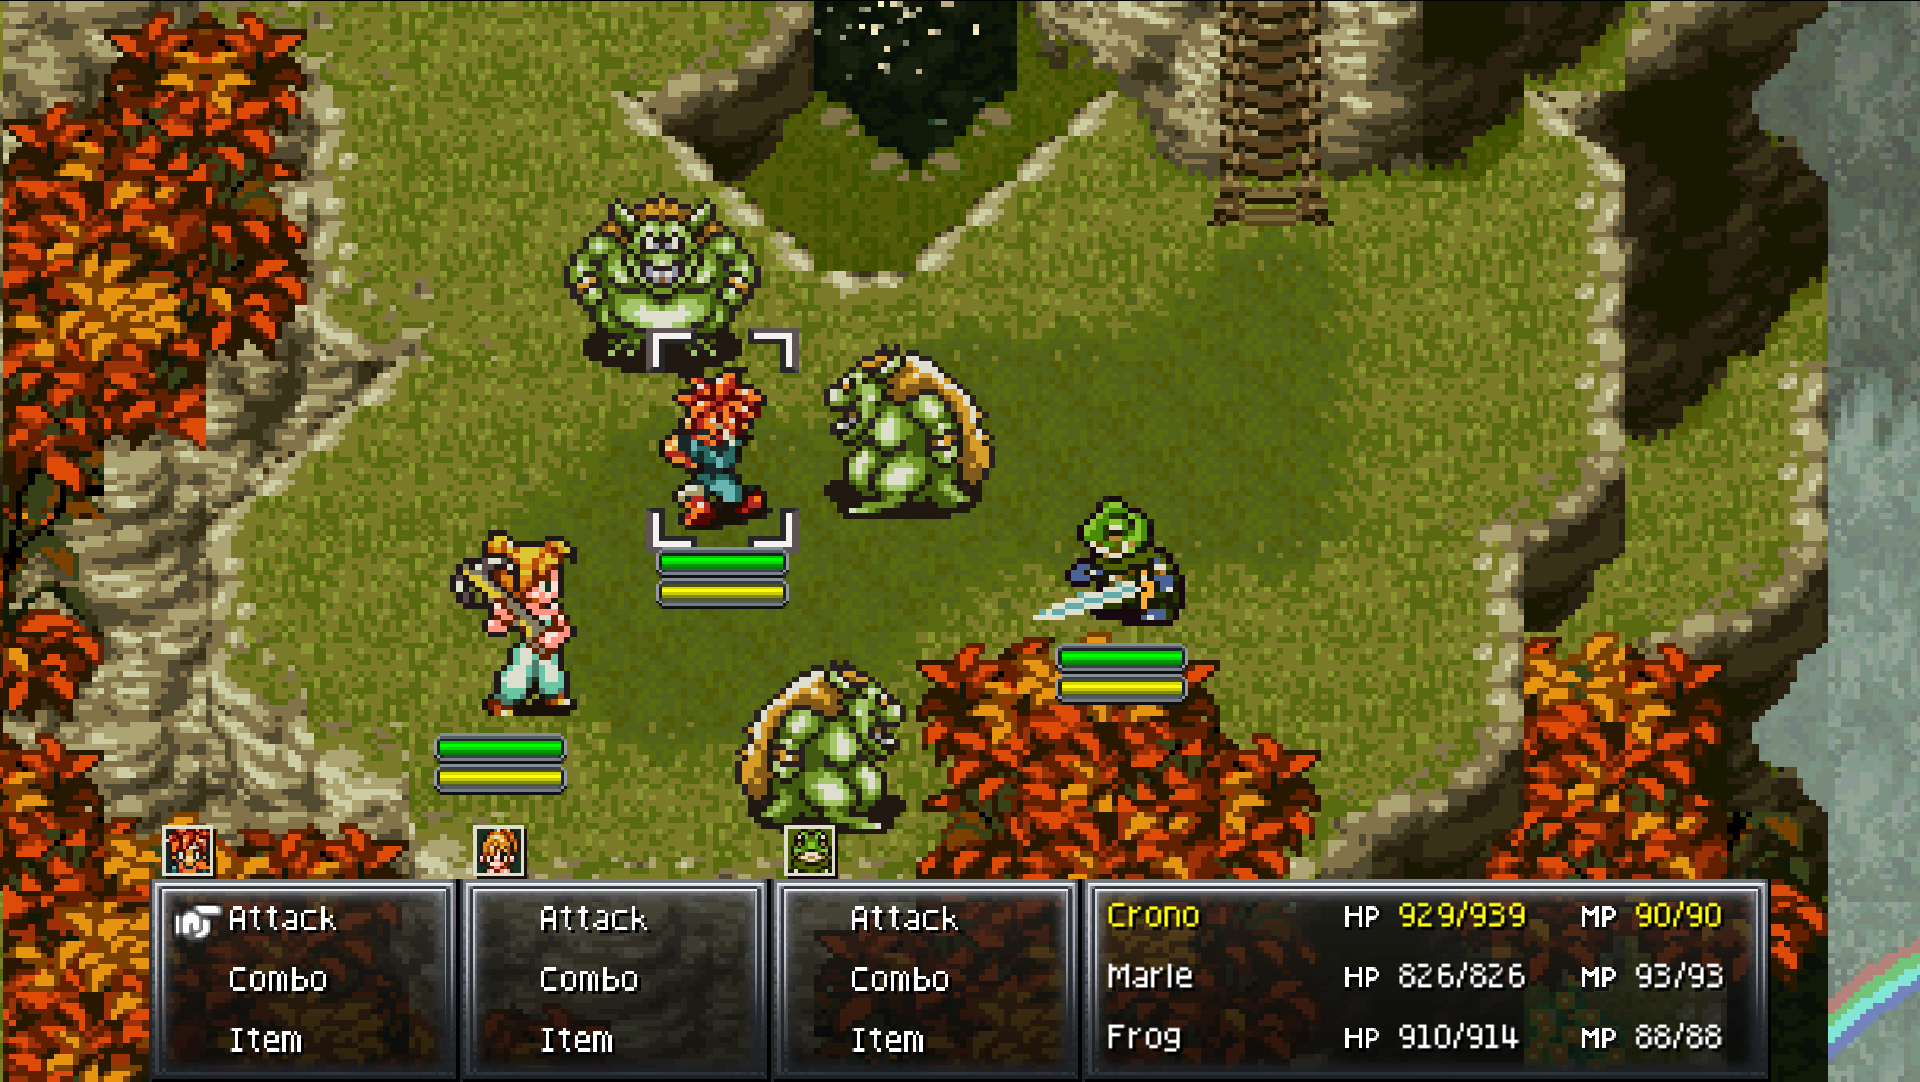 Attack Attack Attack Crono HP 929/939 MP 90/90
Combo Combo Combo Marle HP 826/826 MP 93/93
Item Item Item Frog HP 910/914 MP 88/88